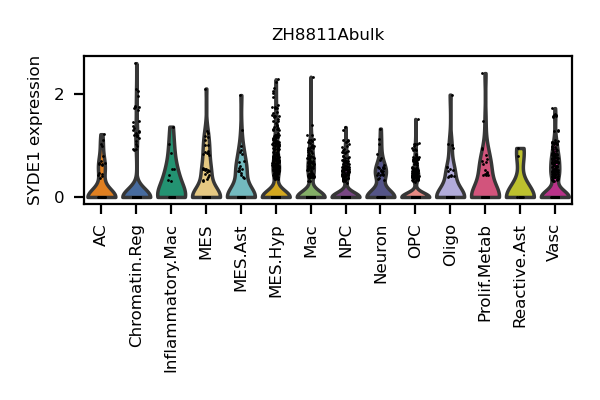 ZH8811Abulk
SYDE1 expression
2
0
AC
Chromatin.Reg
Inflammatory.Mac
MES
MES.Ast
MES.Hyp
Mac
NPC
Neuron
OPC
Oligo
Prolif.Metab
Reactive.Ast
Vasc